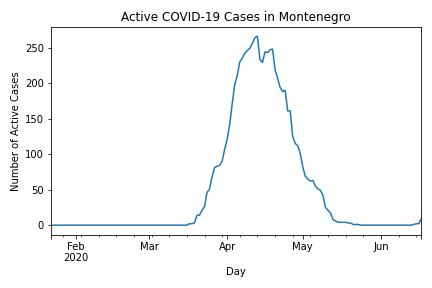 Active COVID-19 Cases in Montenegro
Number of Active Cases
250
200
150
100
50
0
Feb
2020
Mar
Apr
May
Jun
Day